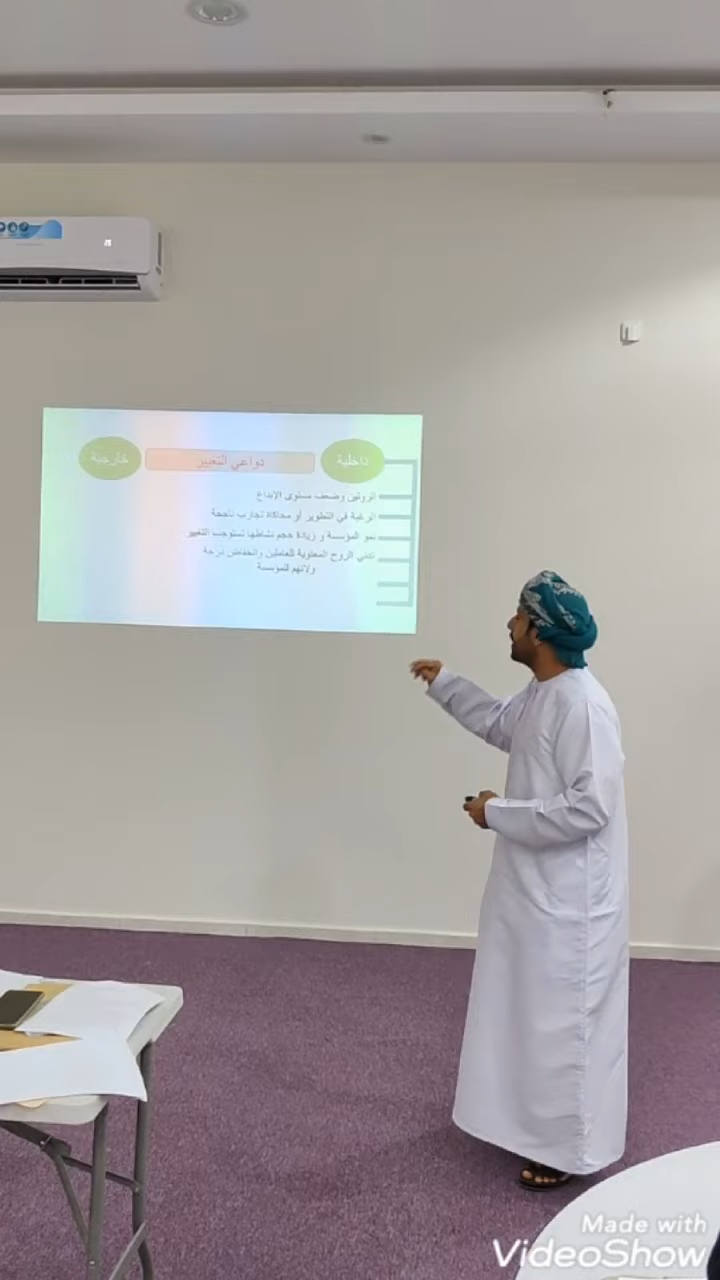 داخلية
دواعي التغيير
خارجية
الروتين وضعف مستوى الإبداع
الرغبة في التطوير أو محاكاة تجارب ناجحة
نمو المؤسسة و زيادة حجم نشاطها تستوجب التغيير
تدني الروح المعنوية للعاملين وانخفاض درجة
ولائهم للمؤسسة
Made with
VideoShow